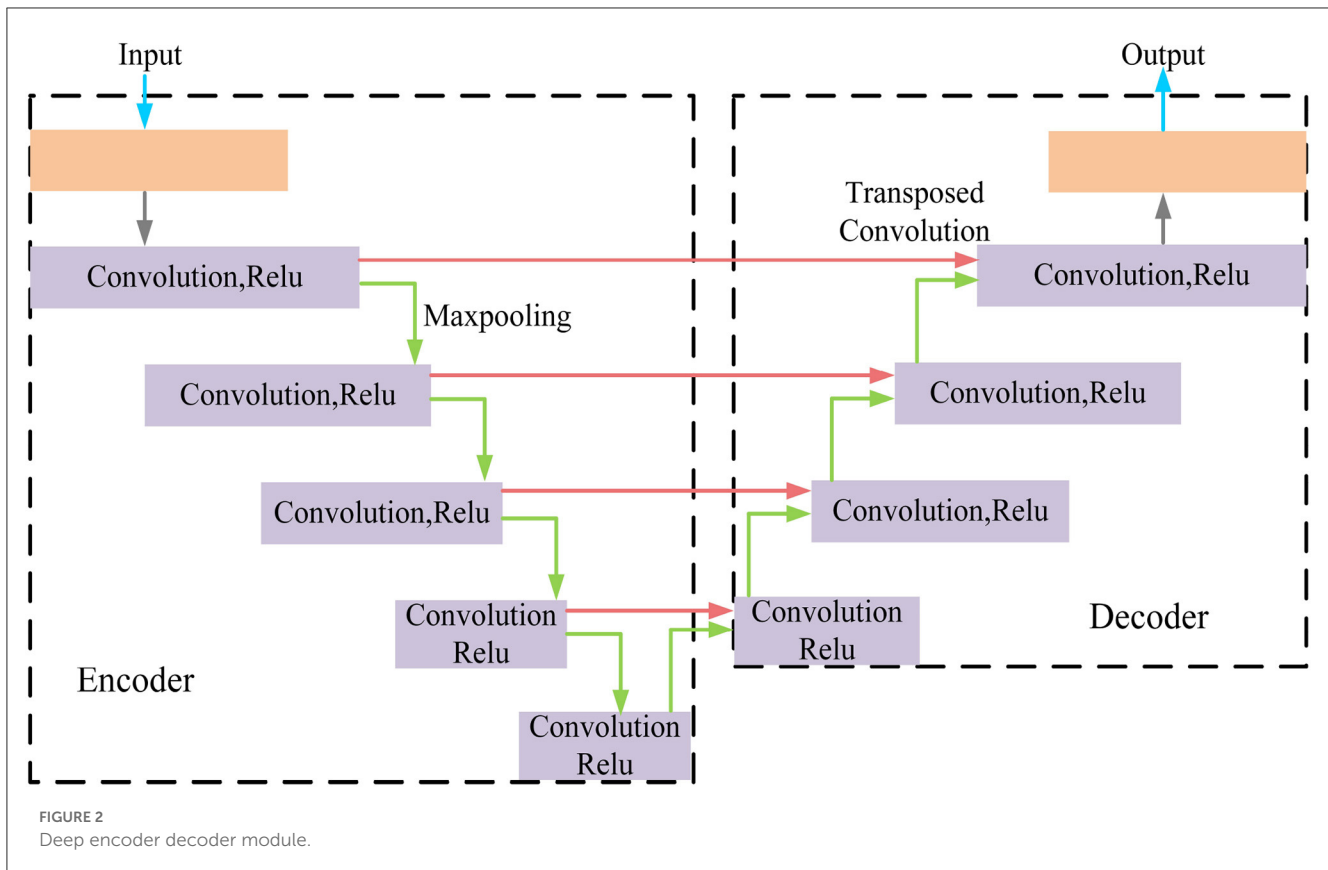 Input
Output
Transposed
Convolution
Convolution,Relu
Convolution,Relu
Maxpooling
Convolution,Relu
Convolution,Relu
Convolution,Relu
Convolution,Relu
Convolution
Relu
Convolution
Relu
Decoder
Encoder
Convolution
Relu
FIGURE 2
Deep encoder decoder module.